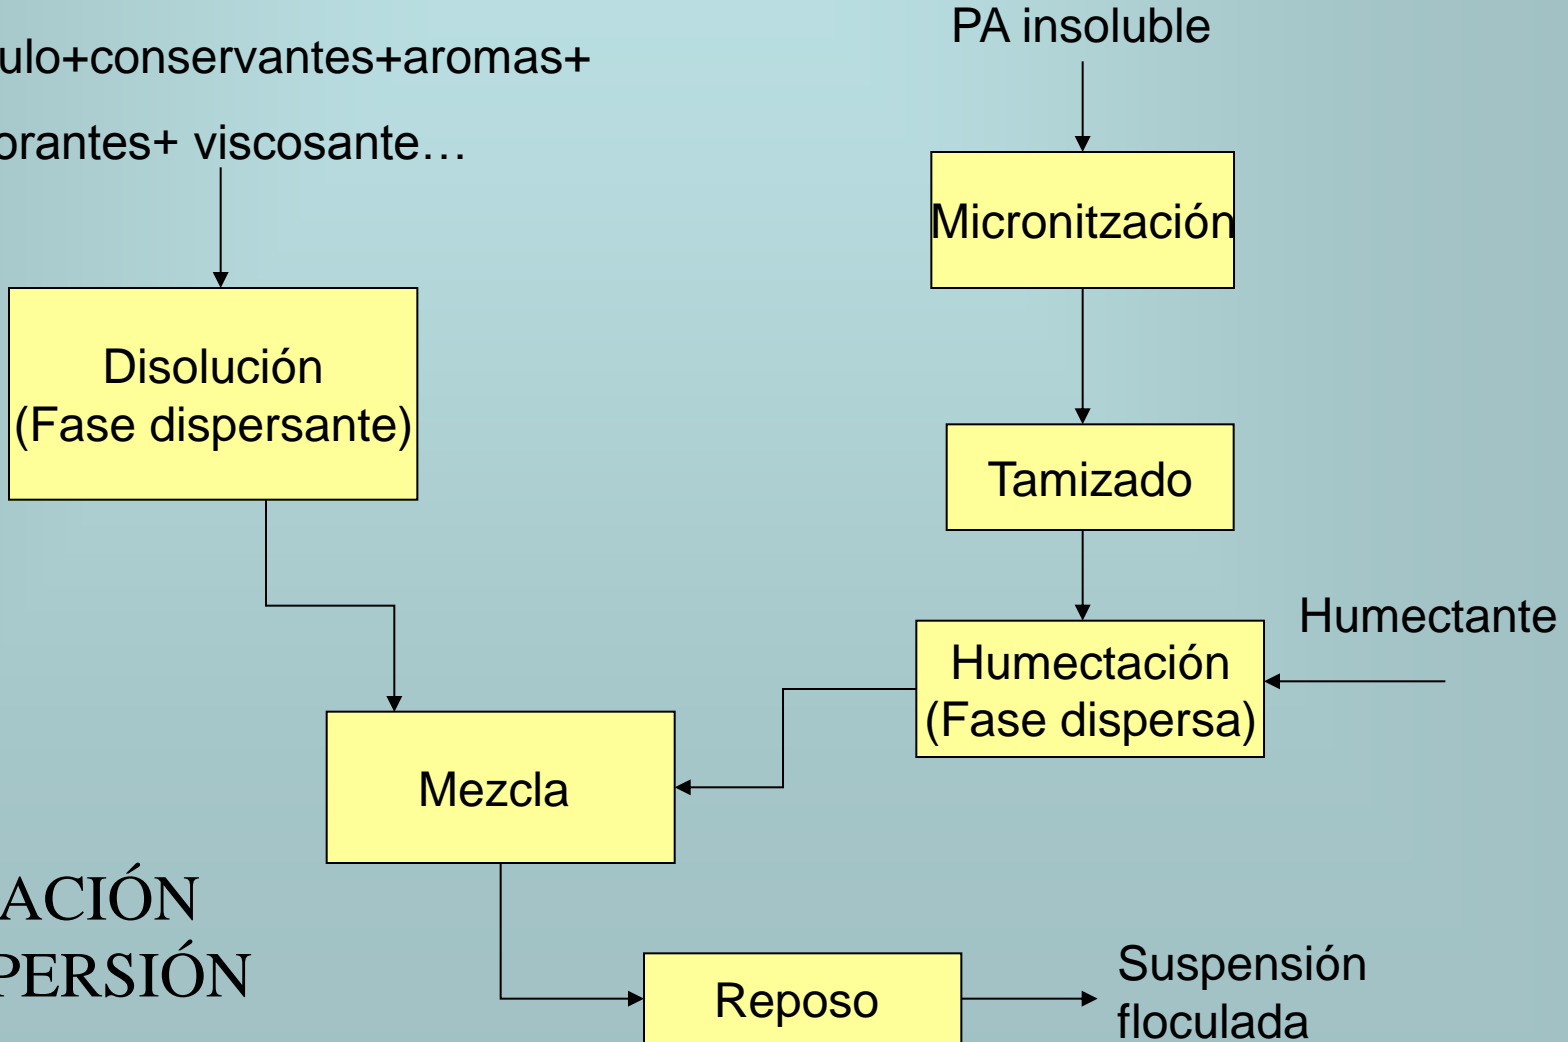 ulo+conservantes+aromas+
orantes+ viscosante…
PA insoluble
Micronitzación
Disolución
(Fase dispersante)
Tamizado
Humectante
Humectación
(Fase dispersa)
Mezcla
ACIÓN
PERSIÓN
Reposo
Suspensión
floculada